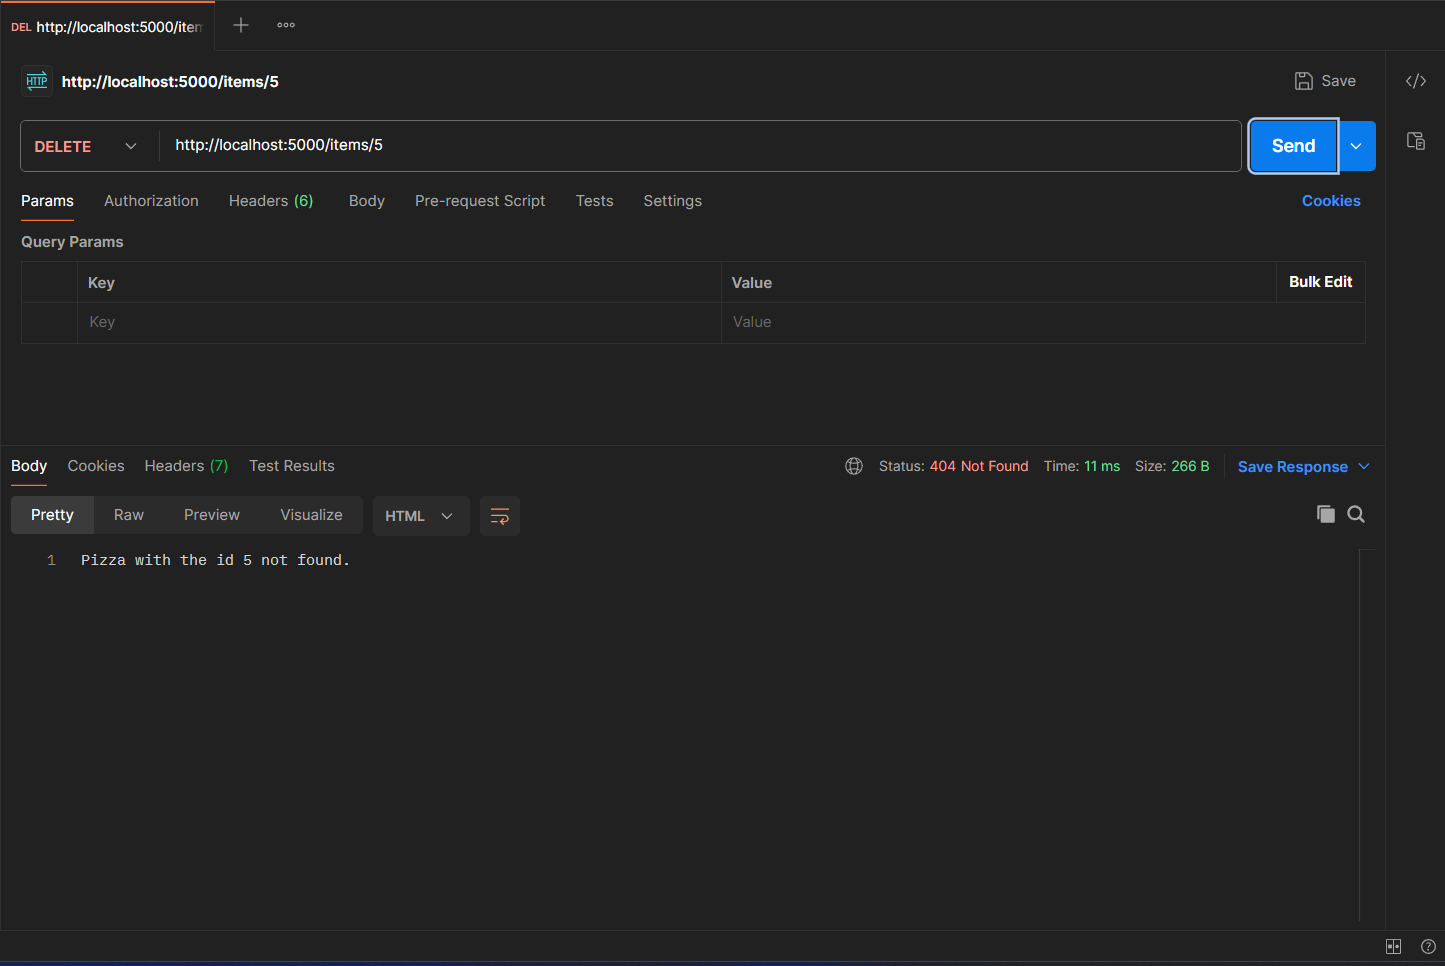 DEL http://localhost:5000/iten
HTTP http://localhost:5000/items/5
Save
DELETE http://localhost:5000/items/5
Send
Params Authorization Headers (6) Body Pre-request Script Tests Settings Cookies
Query Params
Key Value Bulk Edit
Key Value
Body Cookies Headers (7) Test Results Status: 404 Not Found Time: 11 ms Size: 266 B Save Response
Pretty Raw Preview Visualize HTML
1 Pizza with the id 5 not found.